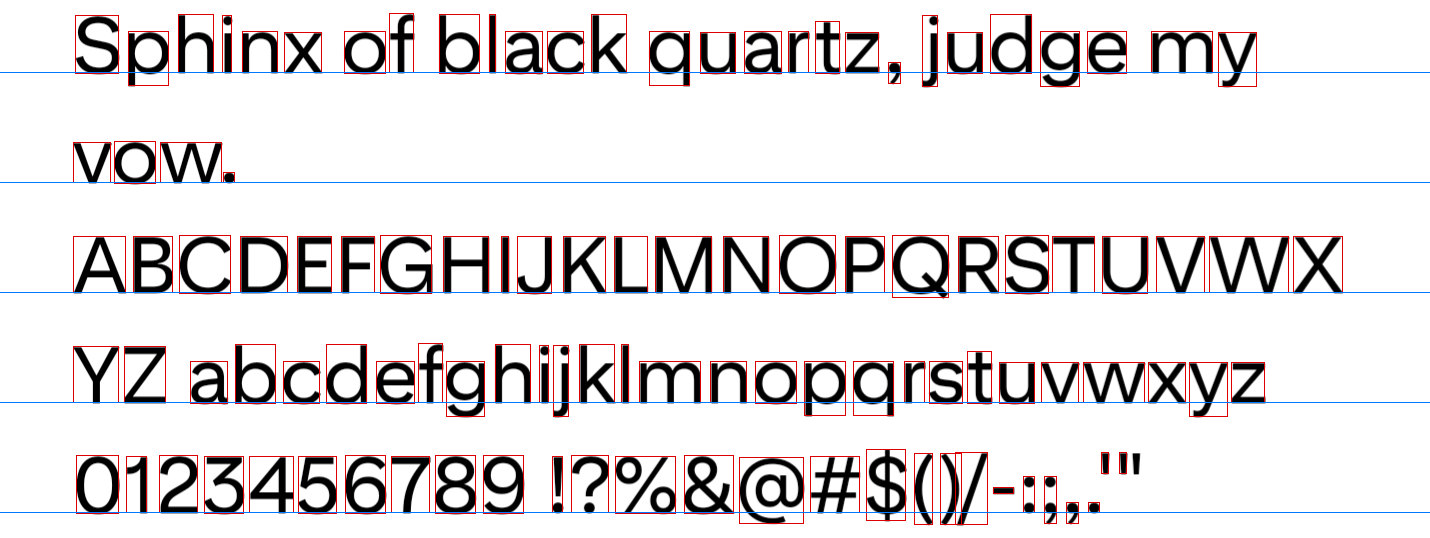 Sphinx of black quartz, judge my
vow.
ABCDEFGHIJKLMNOPQRSTUVWX
YZ abcdefghijklmnopqrstuvwxyz
0123456789 !?%&@#$()/-:;,.'"